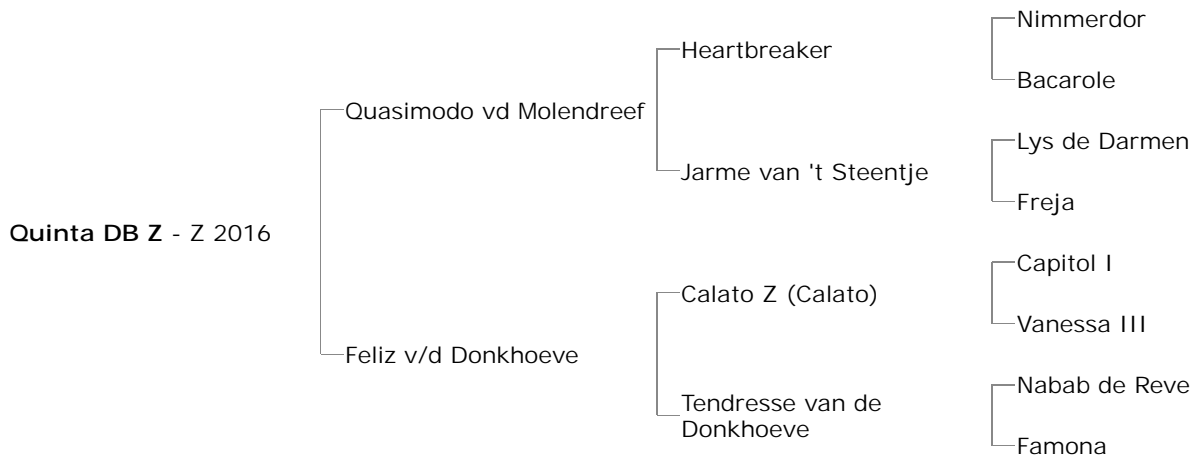 Nimmerdor
Heartbreaker
Bacarole
Quasimodo vd Molendreef
Lys de Darmen
Jarme van 't Steentje
Freja
Quinta DB Z - Z 2016
Capitol I
Calato Z (Calato)
Vanessa III
Feliz v/d Donkhoeve
Nabab de Reve
Tendresse van de
Donkhoeve
Famona